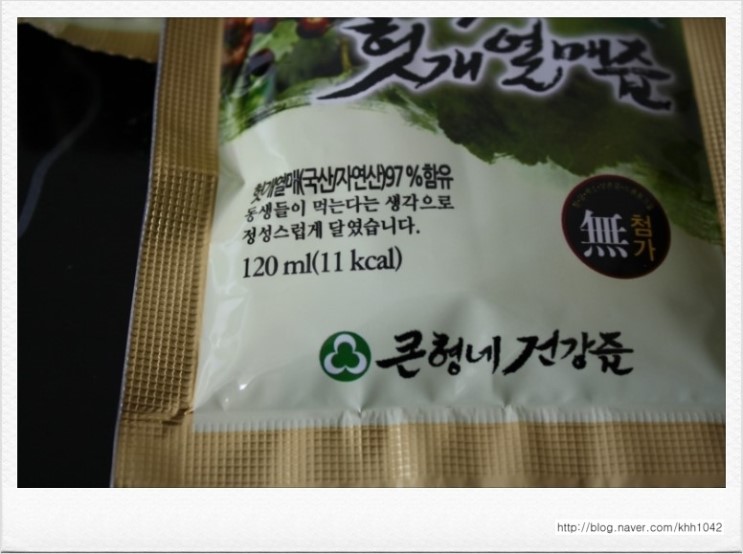 헛개열매즙
헛개열매(국산/자연산)97 %함유
동생들이 먹는다는 생각으로
정성스럽게 달였습니다.
120 ml(11 kcal)
無 첨가
큰형네 건강즙
http://blog.naver.com/khh1042